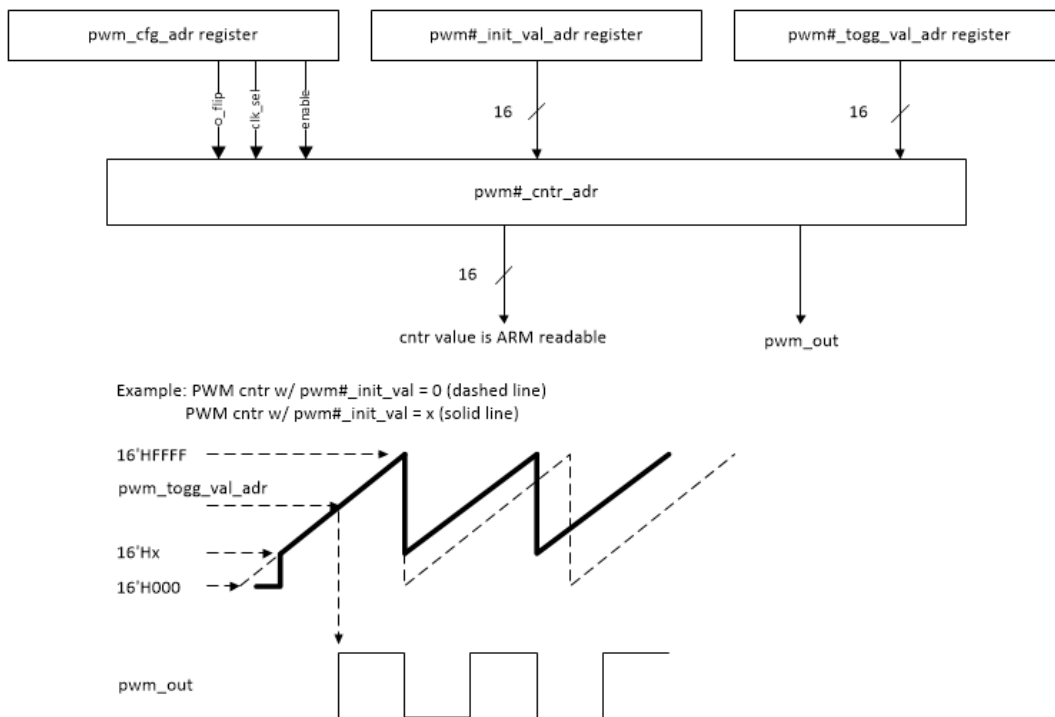 pwm_cfg_adr register
pwm#_init_val_adr register
pwm#_togg_val_adr register
o_flip
clk_sel
enable
16
16
pwm#_cntr_adr
16
cntr value is ARM readable
pwm_out
Example: PWM cntr w/ pwm#_init_val = 0 (dashed line)
PWM cntr w/ pwm#_init_val = x (solid line)
16'HFFFF
pwm_togg_val_adr
16'Hx
16'H000
pwm_out